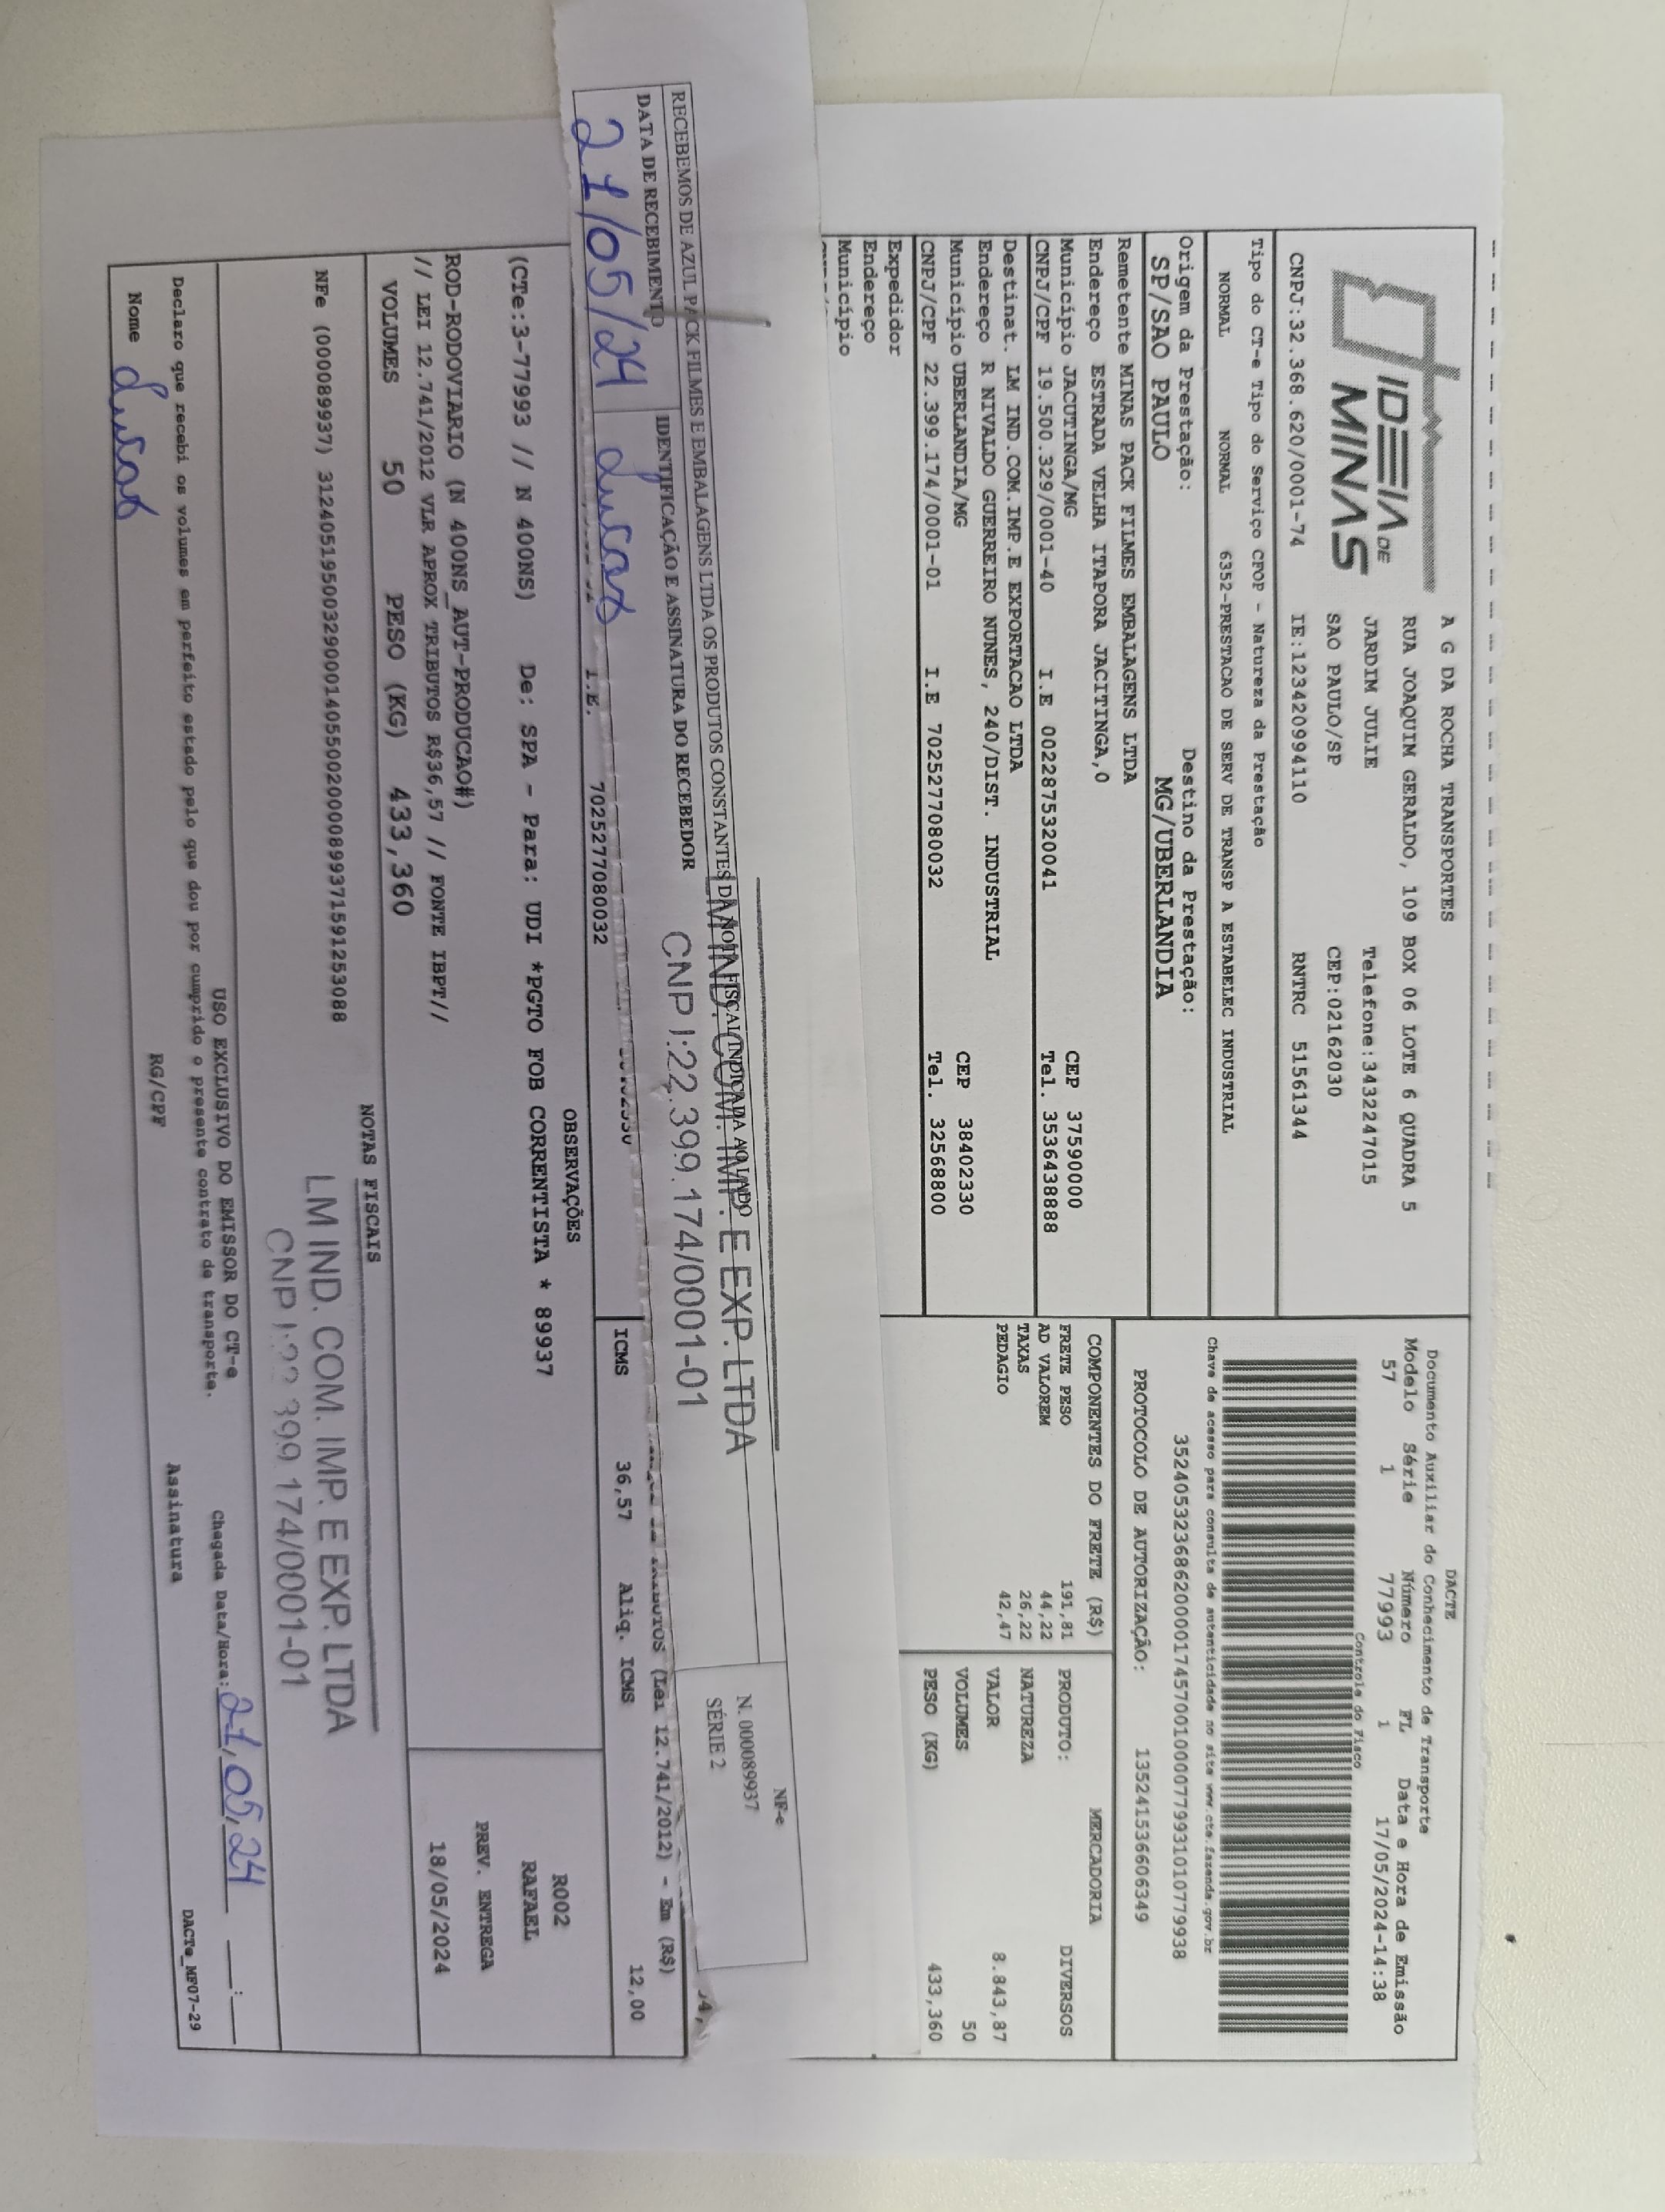 IDEIA DE
MINAS
A G DA ROCHA TRANSPORTES
RUA JOAQUIM GERALDO, 109 BOX 06 LOTE 6 QUADRA 5
JARDIM JULIE Telefone:34322247015
SAO PAULO/SP CEP:02162030
CNPJ:32.368.620/0001-74 IE:123420994110 RNTRC 51561344
Tipo do CT-e Tipo do Serviço CFOP - Natureza da Prestação
NORMAL NORMAL 6352-PRESTACAO DE SERV DE TRANSP A ESTABELEC INDUSTRIAL
Origem da Prestação: Destino da Prestação:
SP/SAO PAULO MG/UBERLANDIA
DACTE
Documento Auxiliar do Conhecimento de Transporte
Modelo Série Número FL Data e Hora de Emissão
57 1 77993 1 17/05/2024-14:38
Controle do Fisco
Chave de acesso para consulta de autenticidade no site www.cte.fazenda.gov.br
35240532368620000174570010000779931010779938
PROTOCOLO DE AUTORIZAÇÃO: 135241536606349
Remetente MINAS PACK FILMES EMBALAGENS LTDA
Endereço ESTRADA VELHA ITAPORA JACITINGA,0
Município JACUTINGA/MG CEP 37590000
CNPJ/CPF 19.500.329/0001-40 I.E 0022875320041 Tel. 3536438888
Destinat. LM IND.COM.IMP.E EXPORTACAO LTDA
Endereço R NIVALDO GUERREIRO NUNES, 240/DIST. INDUSTRIAL
Município UBERLANDIA/MG CEP 38402330
CNPJ/CPF 22.399.174/0001-01 I.E 7025277080032 Tel. 32568800
Expedidor
Endereço
Município
COMPONENTES DO FRETE (R$)
FRETE PESO 191,81
AD VALOREM 44,22
TAXAS 26,22
PEDAGIO 42,47
MERCADORIA
PRODUTO: DIVERSOS
NATUREZA
VALOR 8.843,87
VOLUMES 50
PESO (KG) 433,360
RECEBEMOS DE AZUL PACK FILMES E EMBALAGENS LTDA OS PRODUTOS CONSTANTES DA NOTA FISCAL INDICADA AO LADO
DATA DE RECEBIMENTO IDENTIFICAÇÃO E ASSINATURA DO RECEBEDOR
21/05/24 Lucas
LM IND. COM. IMP. E EXP. LTDA
CNPJ:22.399.174/0001-01
NF-e
N. 000089937
SÉRIE 2
I.E. 7025277080032
(Lei 12.741/2012) - Em (R$)
ICMS 36,57 Aliq. ICMS 12,00
OBSERVAÇÕES
(CTe:3-77993 // N 400NS) De: SPA - Para: UDI *PGTO FOB CORRENTISTA * 89937
R002
RAFAEL
ROD-RODOVIARIO (N 400NS_AUT-PRODUCAO#)
// LEI 12.741/2012 VLR APROX TRIBUTOS R$36,57 // FONTE IBPT//
PREV. ENTREGA
18/05/2024
VOLUMES 50 PESO (KG) 433,360
NOTAS FISCAIS
NFe (000089937) 31240519500329000140550020000899371591253088
LM IND. COM. IMP. E EXP. LTDA
CNPJ:22.399.174/0001-01
USO EXCLUSIVO DO EMISSOR DO CT-e
Declaro que recebi os volumes em perfeito estado pelo que dou por cumprido o presente contrato de transporte.
Chegada Data/Hora: 21/05/24 __:__
Nome Lucas RG/CPF Assinatura
DACTe_MF07-29